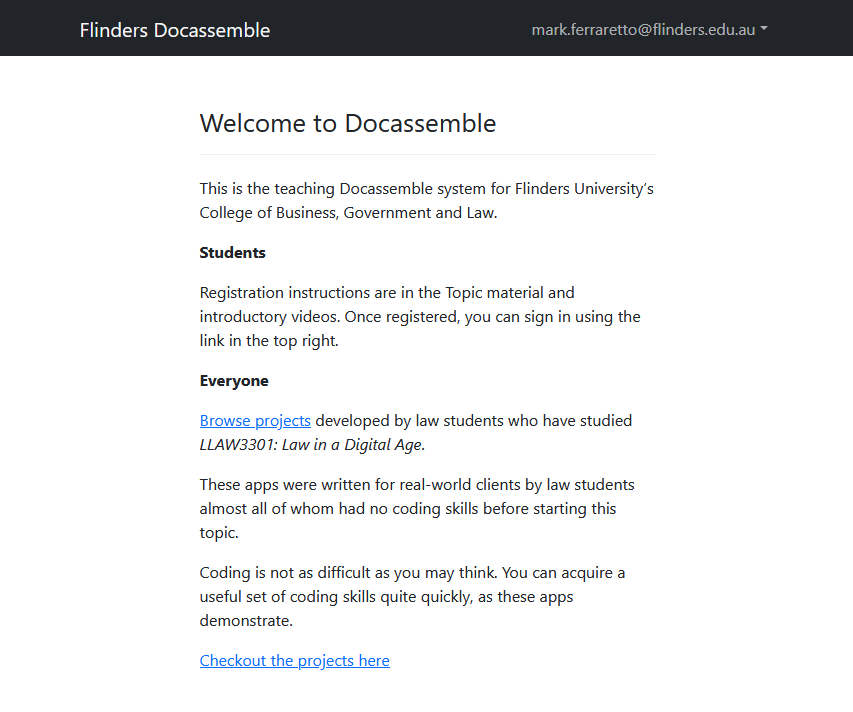 Flinders Docassemble
mark.ferraretto@flinders.edu.au
Welcome to Docassemble
This is the teaching Docassemble system for Flinders University’s
College of Business, Government and Law.
Students
Registration instructions are in the Topic material and
introductory videos. Once registered, you can sign in using the
link in the top right.
Everyone
Browse projects developed by law students who have studied
LLAW3301: Law in a Digital Age.
These apps were written for real-world clients by law students
almost all of whom had no coding skills before starting this
topic.
Coding is not as difficult as you may think. You can acquire a
useful set of coding skills quite quickly, as these apps
demonstrate.
Checkout the projects here